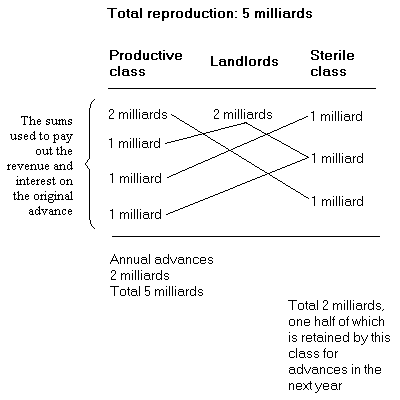 Total reproduction: 5 milliards
Productive class
Landlords
Sterile class
The sums
used to pay
out the
revenue and
interest on
the original
advance
2 milliards
2 milliards
1 milliard
1 milliard
1 milliard
1 milliard
1 milliard
1 milliard
Annual advances
2 milliards
Total 5 milliards
Total 2 milliards,
one half of which
is retained by this
class for
advances in the
next year